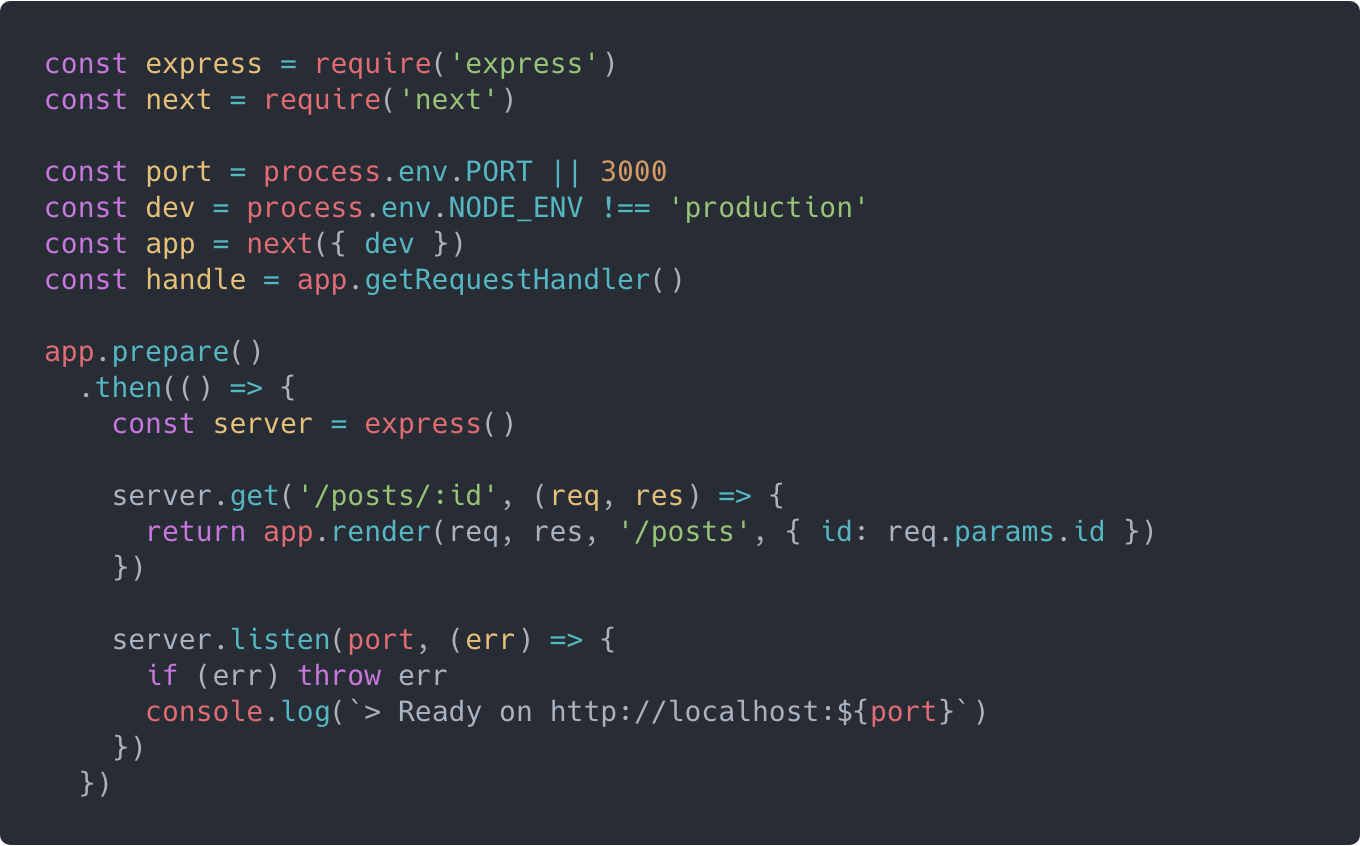 const express = require('express')
const next = require('next')

const port = process.env.PORT || 3000
const dev = process.env.NODE_ENV !== 'production'
const app = next({ dev })
const handle = app.getRequestHandler()

app.prepare()
  .then(() => {
    const server = express()

    server.get('/posts/:id', (req, res) => {
      return app.render(req, res, '/posts', { id: req.params.id })
    })

    server.listen(port, (err) => {
      if (err) throw err
      console.log(`> Ready on http://localhost:${port}`)
    })
  })